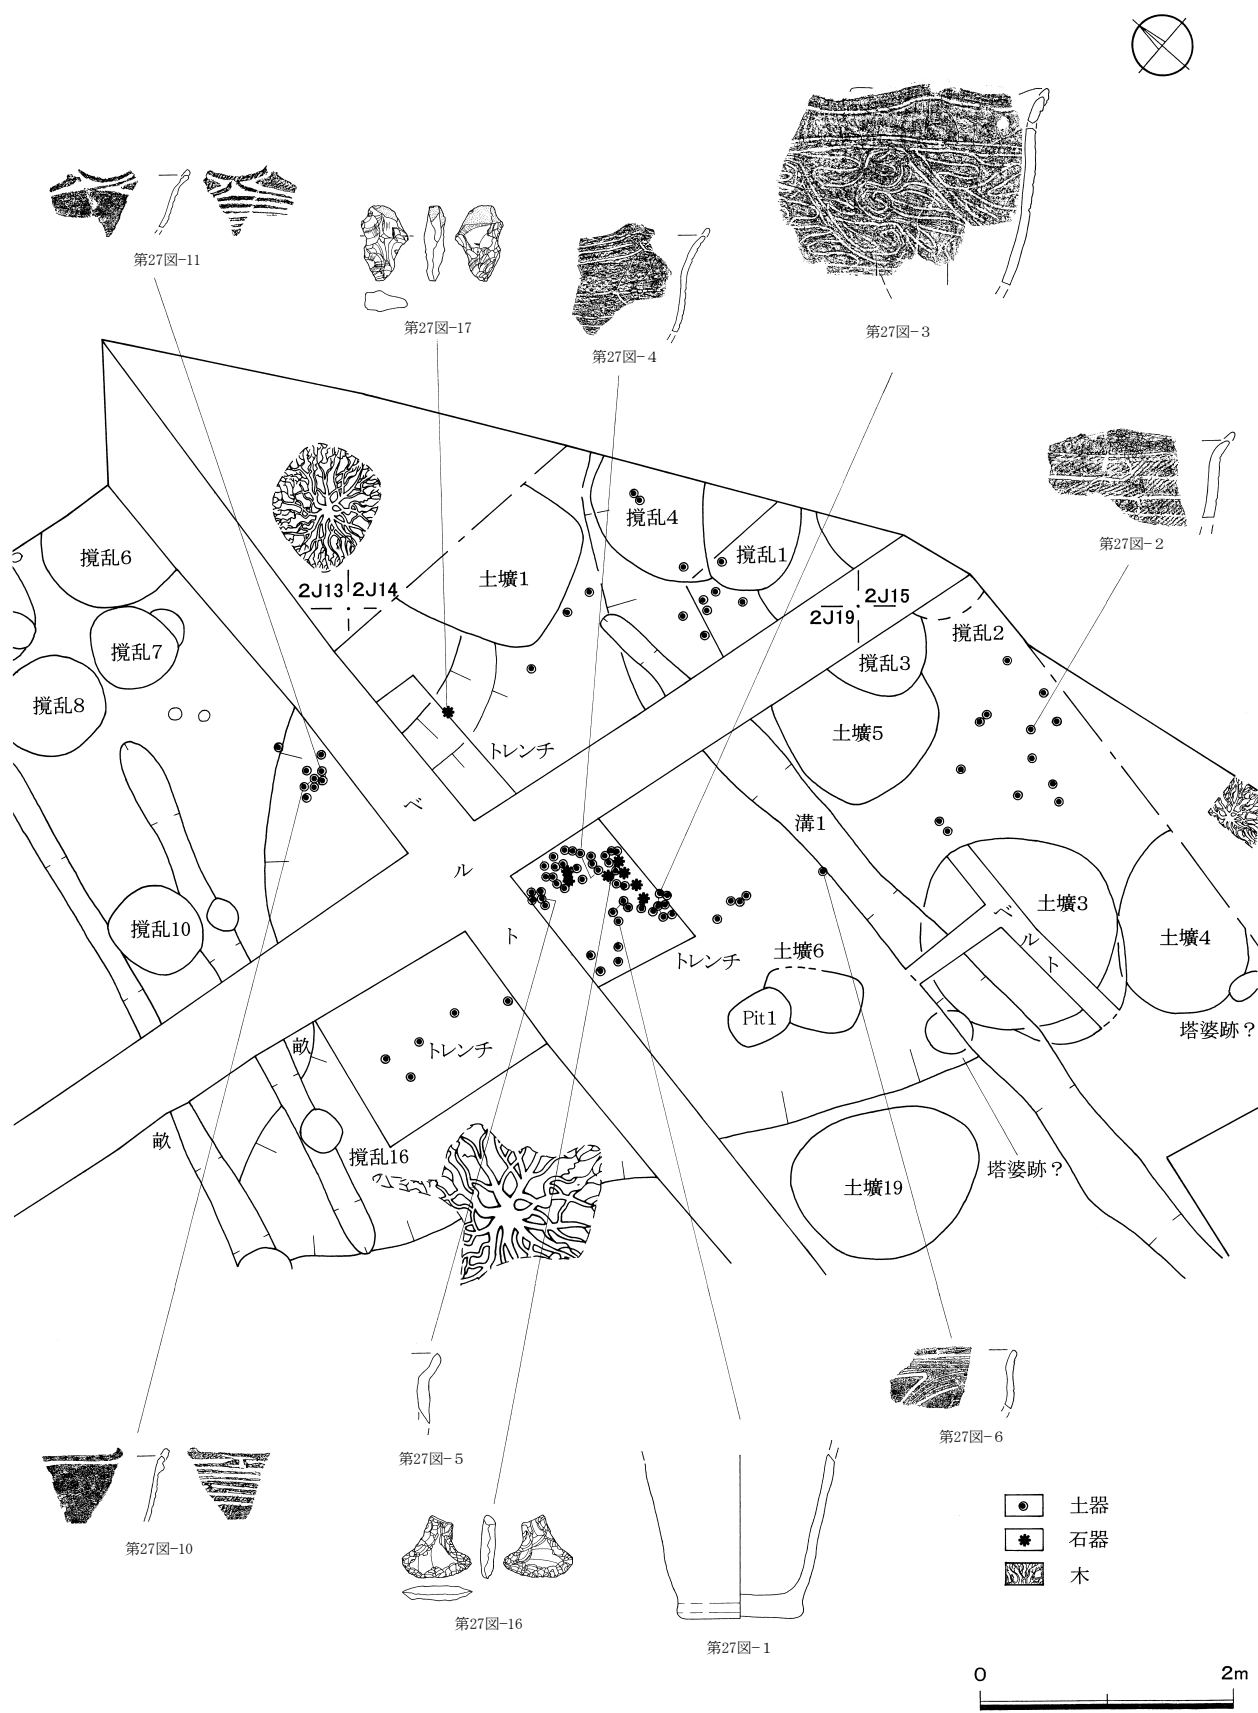 第27図-11
第27図-17
第27図-4
第27図-3
第27図-2
撹乱6
撹乱7
撹乱8
2J13
2J14
土壙1
撹乱4
撹乱1
2J15
2J19
撹乱2
撹乱3
土壙5
トレンチ
溝1
ベルト
撹乱10
土壙3
ベルト
土壙4
トレンチ
土壙6
Pit1
塔婆跡？
畝
トレンチ
畝
撹乱16
土壙19
塔婆跡？
第27図-5
第27図-6
第27図-10
第27図-16
第27図-1
土器
石器
木
0
2m